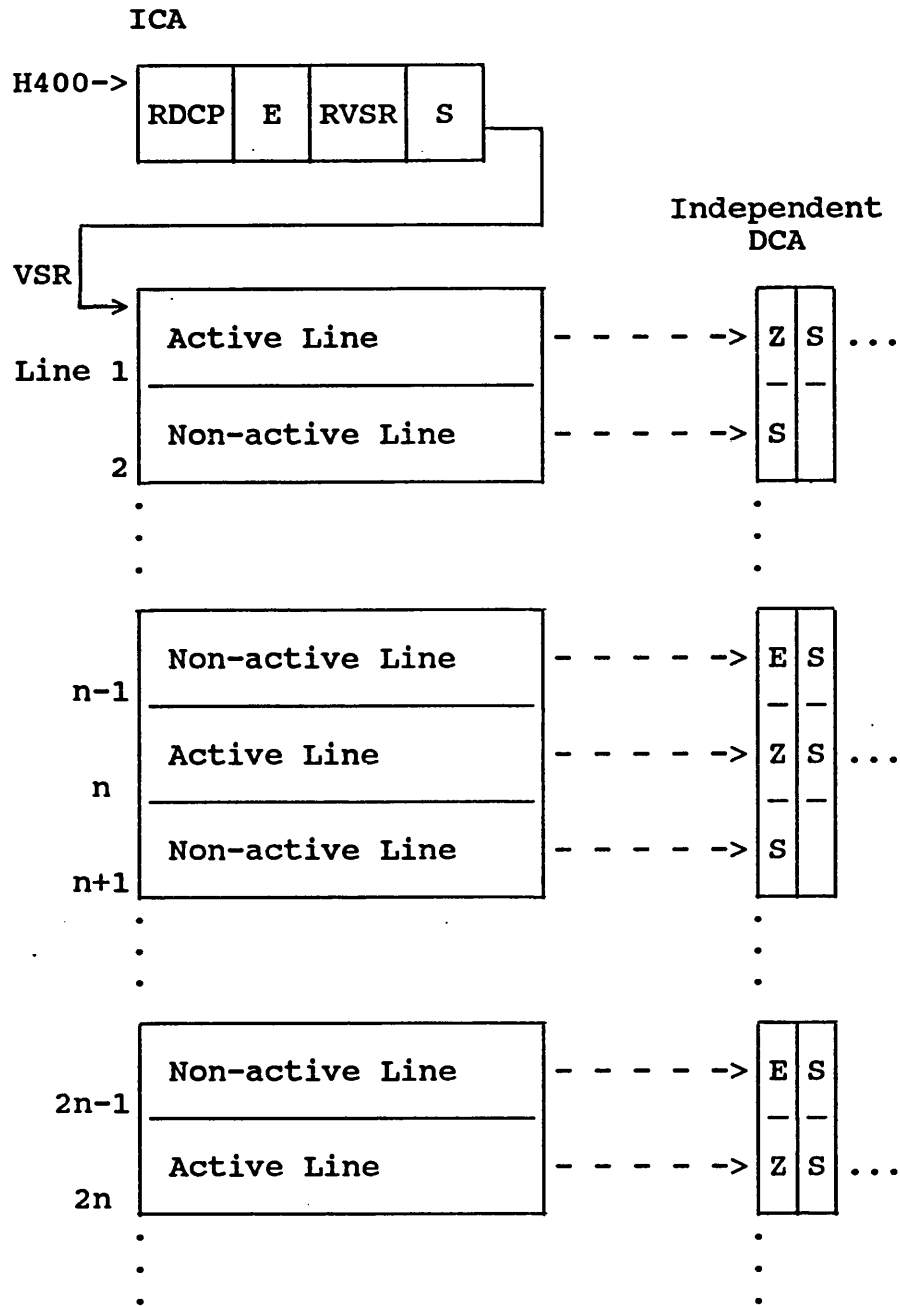 ICA
H400-> RDCP E RVSR S
Independent
DCA
VSR
Active Line - - - - -> Z S ...
Line 1
Non-active Line - - - - -> S
2
Non-active Line - - - - -> E S
n-1
Active Line - - - - -> Z S ...
n
Non-active Line - - - - -> S
n+1
Non-active Line - - - - -> E S
2n-1
Active Line - - - - -> Z S ...
2n